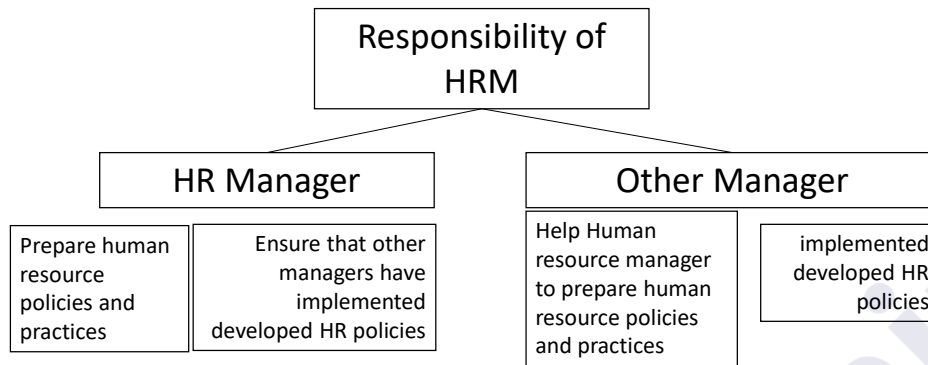 Responsibility of
HRM
HR Manager
Other Manager
Prepare human
resource
policies and
practices
Ensure that other
managers have
implemented
developed HR policies
Help Human
resource manager
to prepare human
resource policies
and practices
implemented
developed HR
policies